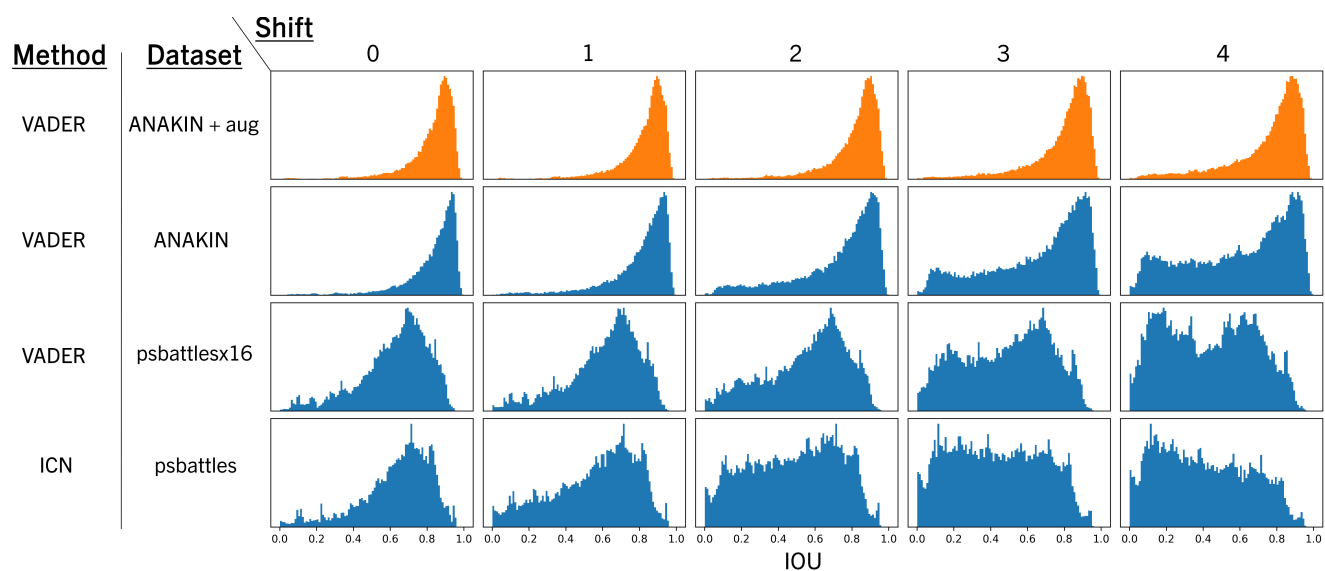 Shift
Method Dataset 0 1 2 3 4
VADER ANAKIN + aug
VADER ANAKIN
VADER psbattlesx16
ICN psbattles
0.0 0.2 0.4 0.6 0.8 1.0 0.0 0.2 0.4 0.6 0.8 1.0 0.0 0.2 0.4 0.6 0.8 1.0 0.0 0.2 0.4 0.6 0.8 1.0 0.0 0.2 0.4 0.6 0.8 1.0
IOU